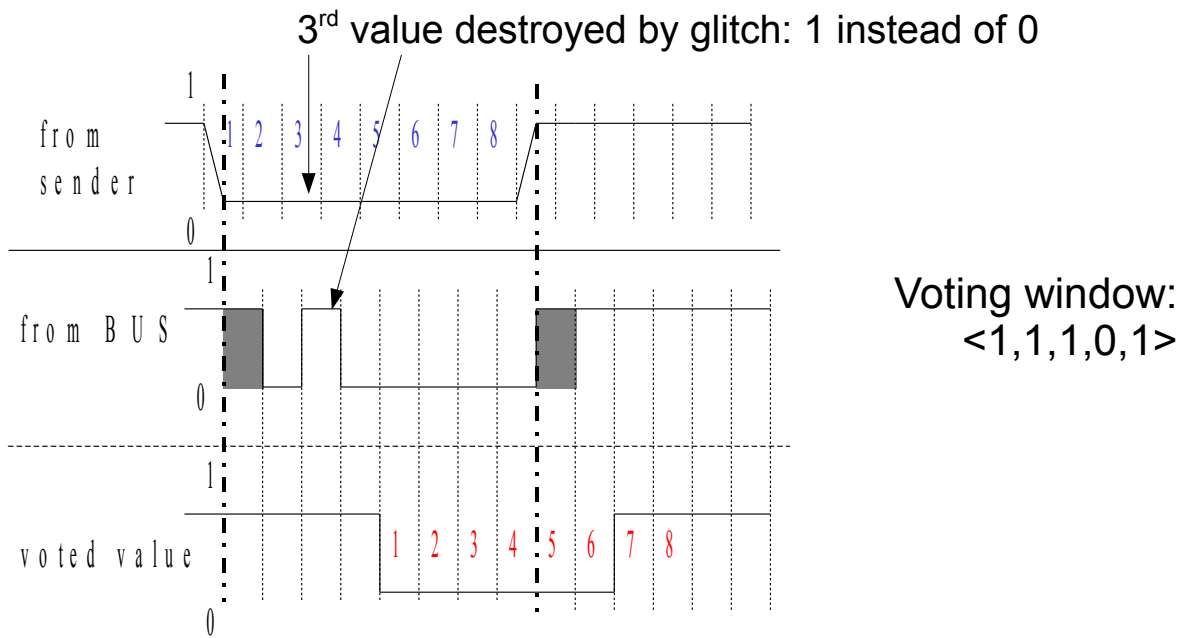 3rd value destroyed by glitch: 1 instead of 0
1
from
sender
1 2 3 4 5 6 7 8
0
1
from BUS
0
Voting window:
<1,1,1,0,1>
1
voted value
1 2 3 4 5 6 7 8
0